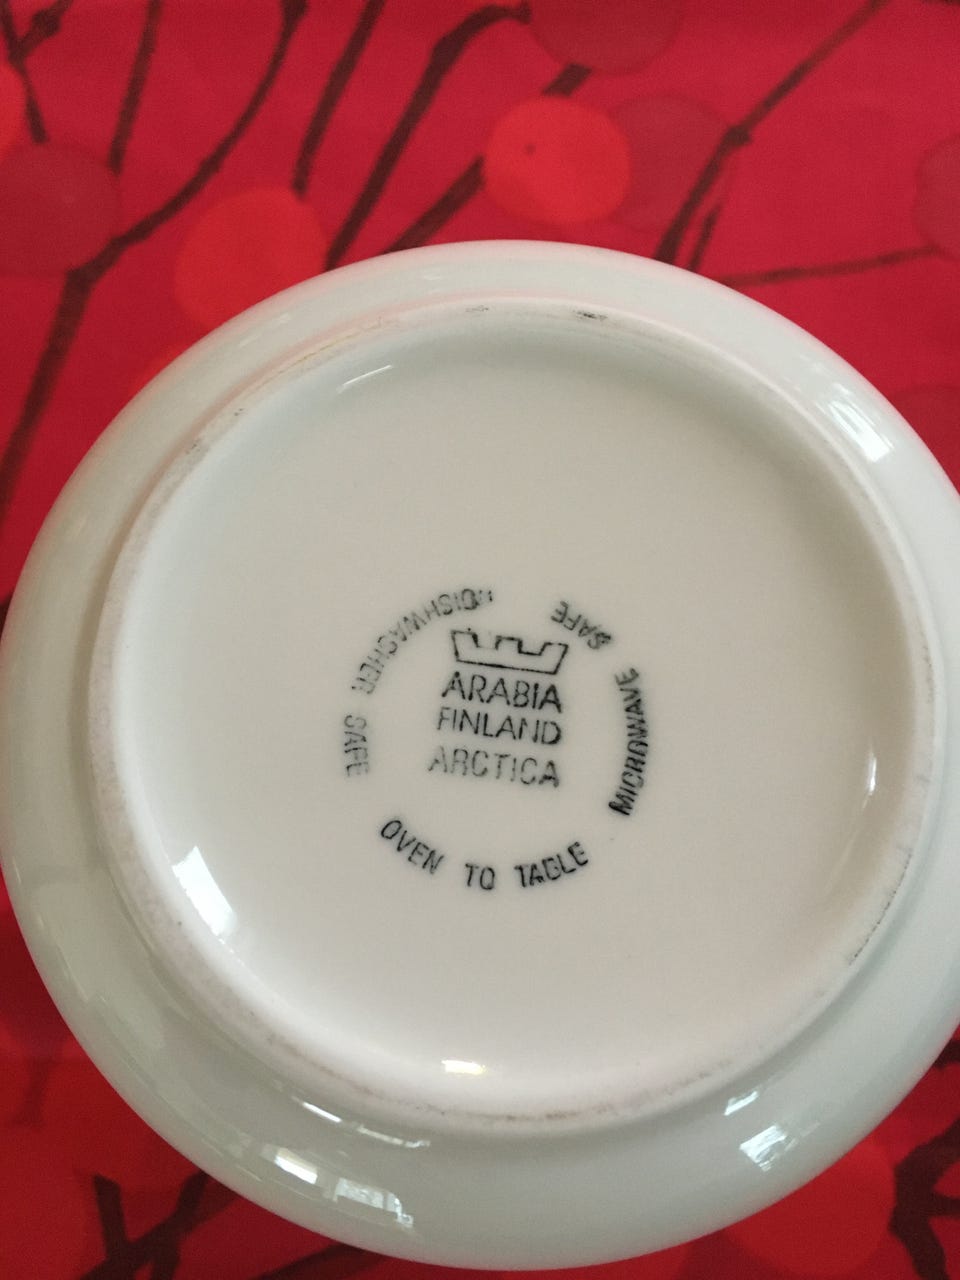 ARABIA
FINLAND
ARCTICA
DISHWASHER SAFE
OVEN TO TABLE
MICROWAVE SAFE